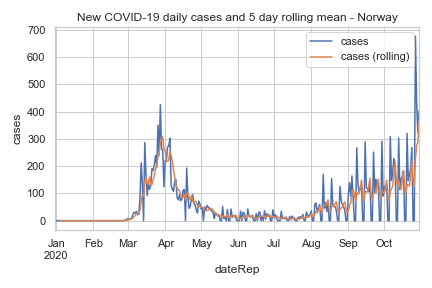 New COVID-19 daily cases and 5 day rolling mean - Norway
cases
cases (rolling)
700
600
500
400
300
200
100
0
cases
Jan Feb Mar Apr May Jun Jul Aug Sep Oct
2020
dateRep